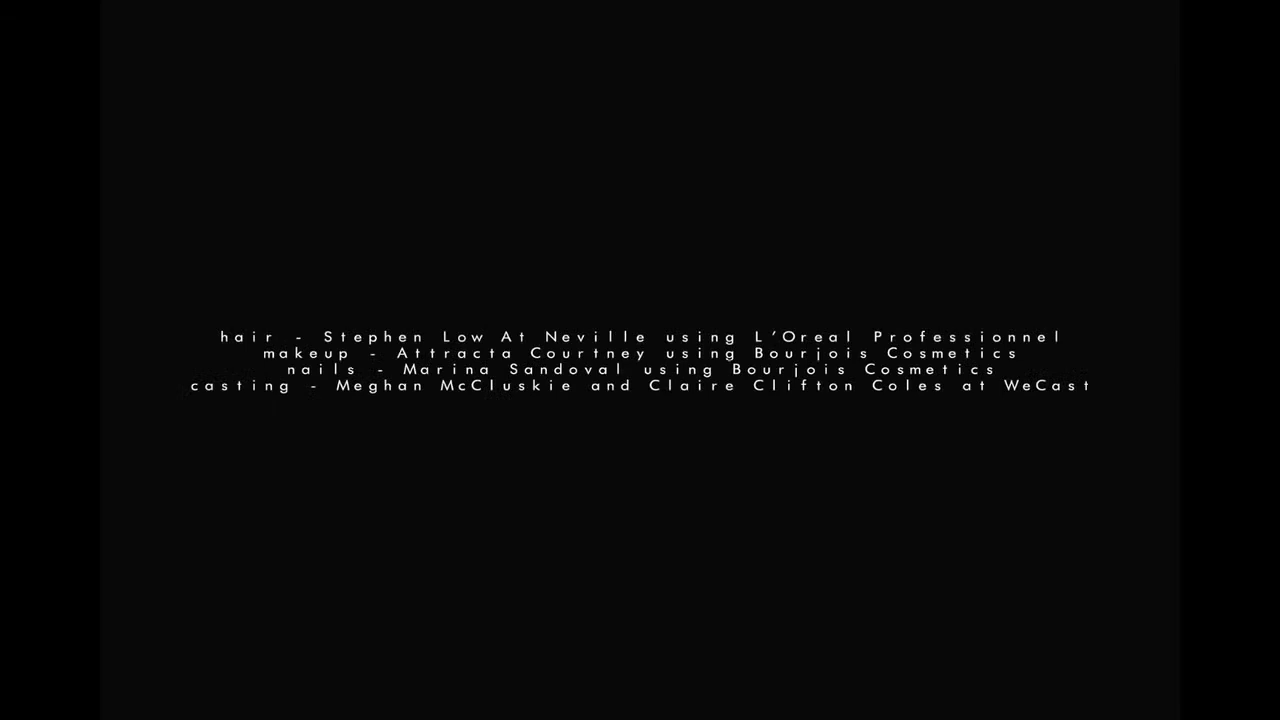 hair - Stephen Low At Neville using L'Oreal Professionnel
makeup - Attracta Courtney using Bourjois Cosmetics
nails - Marina Sandoval using Bourjois Cosmetics
casting - Meghan McCluskie and Claire Clifton Coles at WeCast